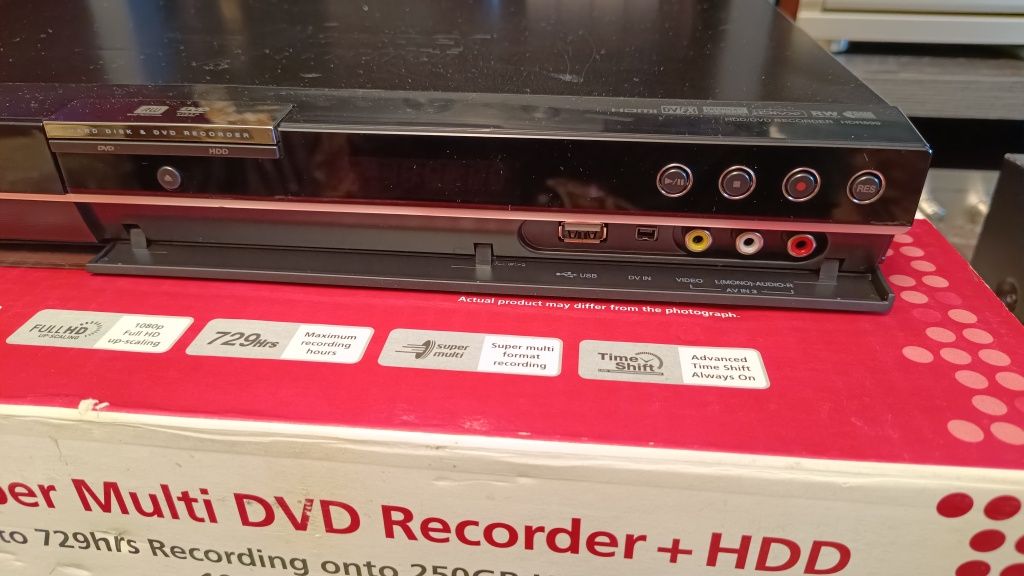 HARD DISK & DVD RECORDER
DVD HDD
HDMI DivX RW
HDD/DVD RECORDER
RES
USB DV IN VIDEO L(MONO)-AUDIO-R
AV IN 3
Actual product may differ from the photograph.
FULL HD
UP-SCALING
1080p
Full HD
up-scaling
729Hrs
Maximum
recording
hours
super
multi
Super multi
format
recording
Time
Shift
Advanced
Time Shift
Always On
per Multi DVD Recorder + HDD
to 729hrs Recording onto 250GB